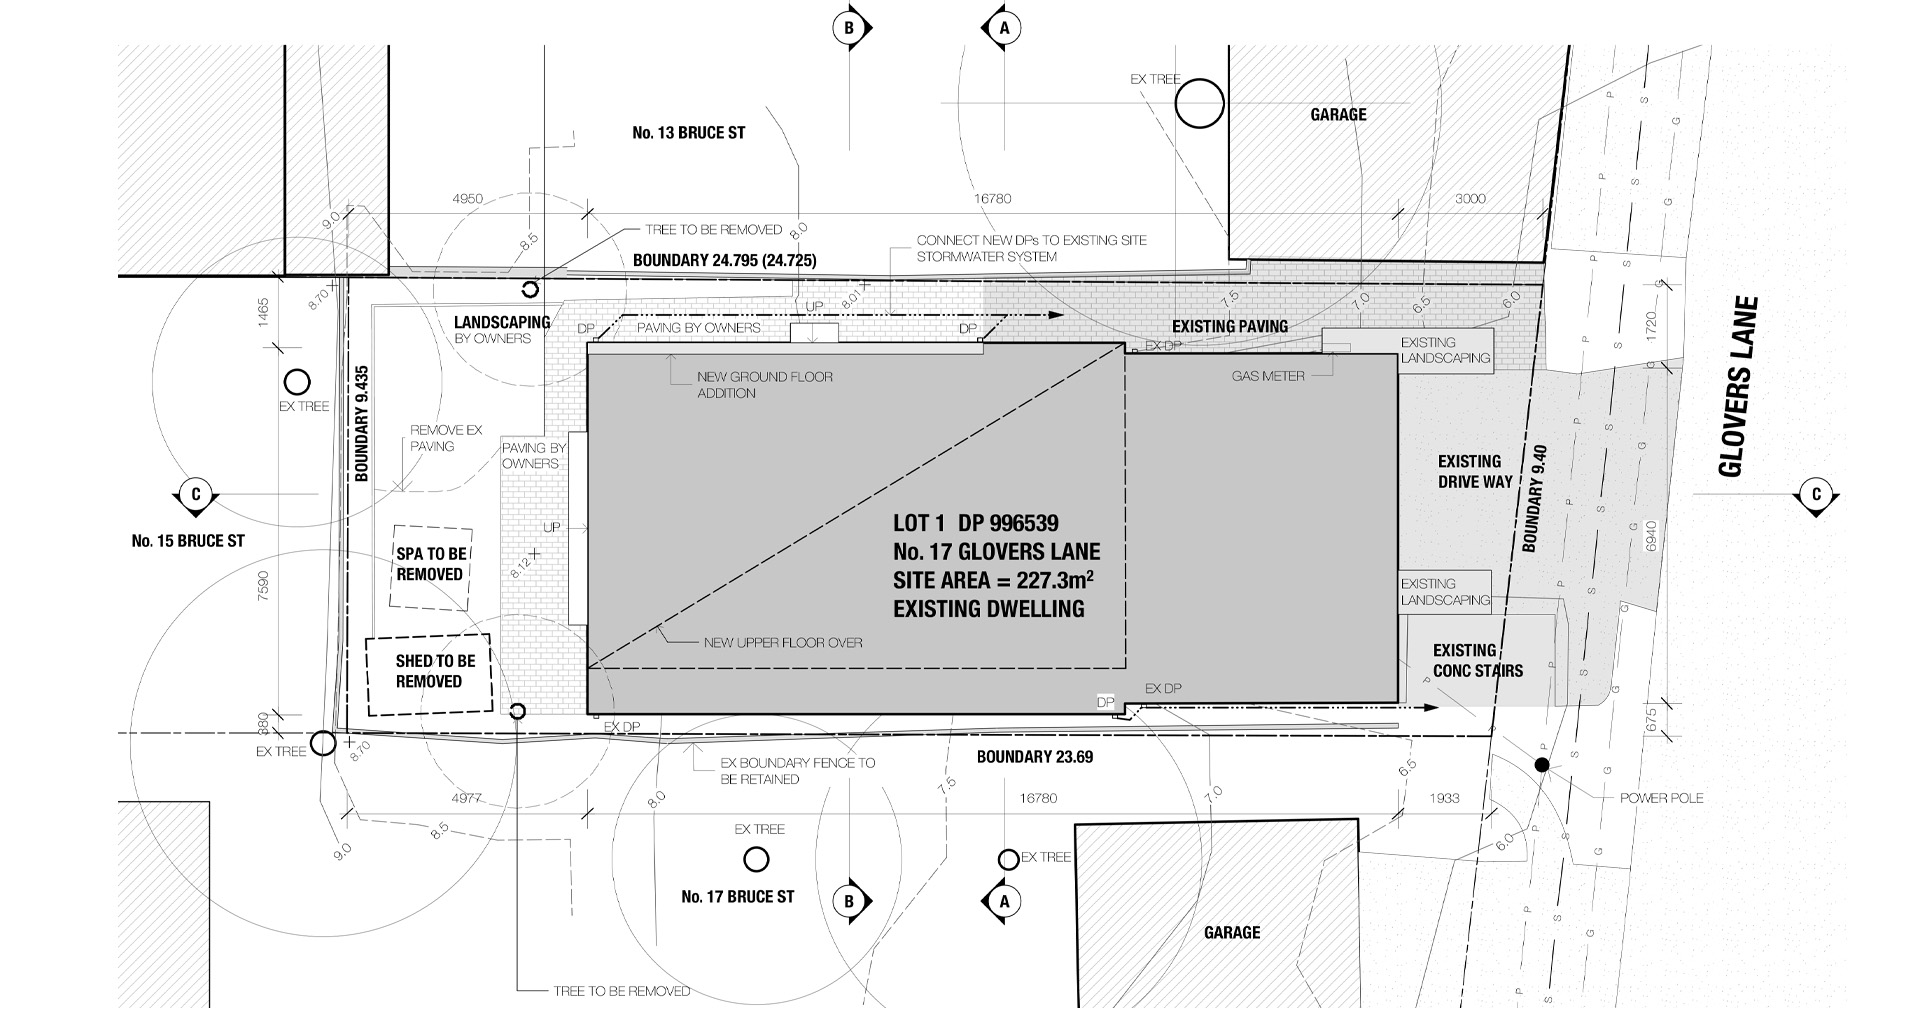 B
A
EX TREE
GARAGE
No. 13 BRUCE ST
P
S
G
4950
16780
3000
9.0
8.5
TREE TO BE REMOVED
8.0
CONNECT NEW DPs TO EXISTING SITE
STORMWATER SYSTEM
BOUNDARY 24.795 (24.725)
8.70
8.01
UP
7.5
7.0
6.5
6.0
1465
LANDSCAPING
BY OWNERS
DP
PAVING BY OWNERS
DP
EXISTING PAVING
EX DP
EXISTING
LANDSCAPING
1720
GLOVERS LANE
NEW GROUND FLOOR
ADDITION
GAS METER
EX TREE
BOUNDARY 9.435
REMOVE EX
PAVING
PAVING BY
OWNERS
EXISTING
DRIVE WAY
BOUNDARY 9.40
C
C
No. 15 BRUCE ST
UP
SPA TO BE
REMOVED
8.12
LOT 1 DP 996539
No. 17 GLOVERS LANE
SITE AREA = 227.3m²
EXISTING DWELLING
6940
7590
EXISTING
LANDSCAPING
NEW UPPER FLOOR OVER
SHED TO BE
REMOVED
EXISTING
CONC STAIRS
EX DP
DP
880
EX DP
675
EX TREE
8.70
BOUNDARY 23.69
EX BOUNDARY FENCE TO
BE RETAINED
6.5
4977
8.0
7.5
16780
7.0
1933
POWER POLE
8.5
9.0
EX TREE
6.0
EX TREE
No. 17 BRUCE ST
B
A
GARAGE
TREE TO BE REMOVED